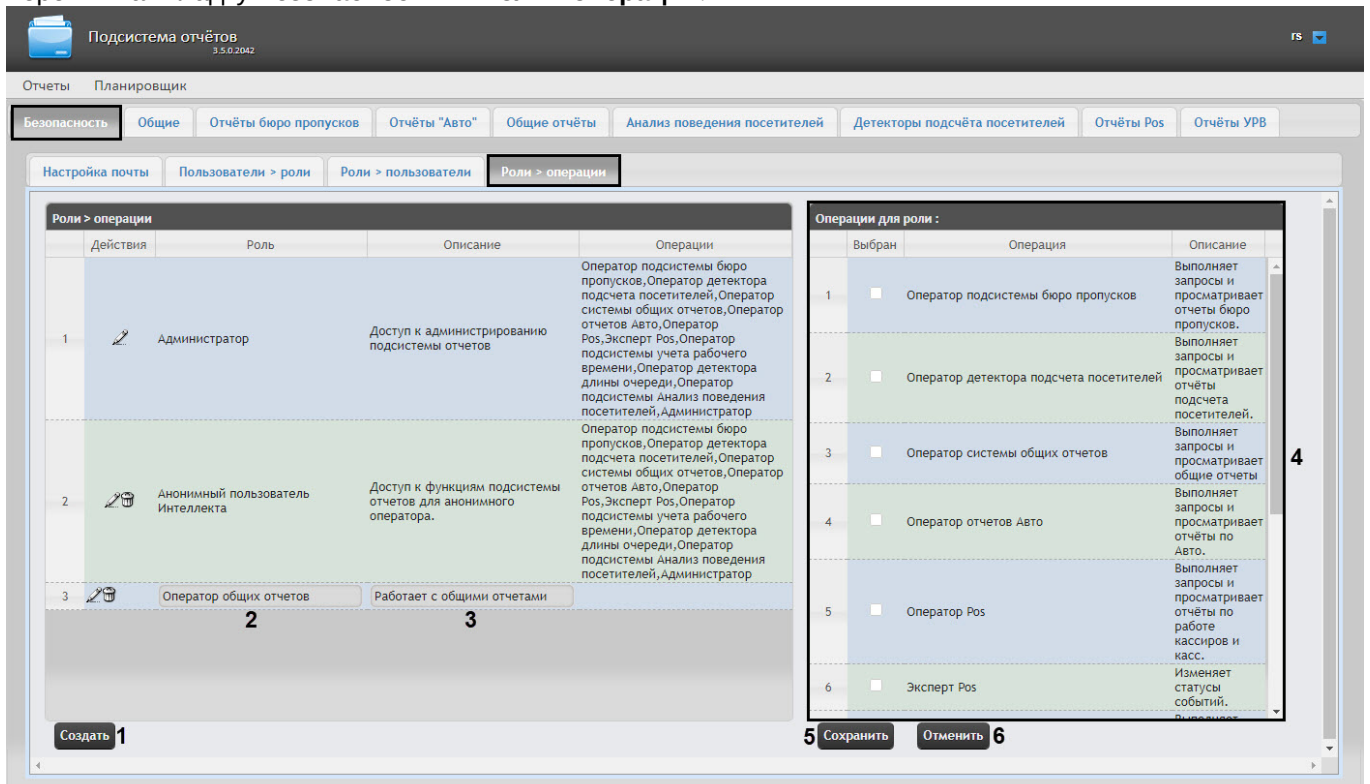 Подсистема отчётов
3.5.0.2042
rs
Отчеты Планировщик
Безопасность Общие Отчёты бюро пропусков Отчёты "Авто" Общие отчёты Анализ поведения посетителей Детекторы подсчёта посетителей Отчёты Pos Отчёты УРВ
Настройка почты Пользователи > роли Роли > пользователи Роли > операции
Роли > операции
Действия Роль Описание Операции
1 Администратор
Доступ к администрированию
подсистемы отчетов
Оператор подсистемы бюро
пропусков,Оператор детектора
подсчета посетителей,Оператор
системы общих отчетов,Оператор
отчетов Авто,Оператор
Pos,Эксперт Pos,Оператор
подсистемы учета рабочего
времени,Оператор детектора
длины очереди,Оператор
подсистемы Анализ поведения
посетителей,Администратор
2 Анонимный пользователь
Интеллекта
Доступ к функциям подсистемы
отчетов для анонимного
оператора.
Оператор подсистемы бюро
пропусков,Оператор детектора
подсчета посетителей,Оператор
системы общих отчетов,Оператор
отчетов Авто,Оператор
Pos,Эксперт Pos,Оператор
подсистемы учета рабочего
времени,Оператор детектора
длины очереди,Оператор
подсистемы Анализ поведения
посетителей,Администратор
3 Оператор общих отчетов Работает с общими отчетами
2 3
Создать 1
Операции для роли :
Выбран Операция Описание
1 Оператор подсистемы бюро пропусков
Выполняет
запросы и
просматривает
отчеты бюро
пропусков.
2 Оператор детектора подсчета посетителей
Выполняет
запросы и
просматривает
отчёты
подсчета
посетителей.
3 Оператор системы общих отчетов
Выполняет
запросы и
просматривает
общие отчеты
4
4 Оператор отчетов Авто
Выполняет
запросы и
просматривает
отчёты по
Авто.
5 Оператор Pos
Выполняет
запросы и
просматривает
отчёты по
работе
кассиров и
касс.
6 Эксперт Pos
Изменяет
статусы
событий.
5 Сохранить Отменить 6